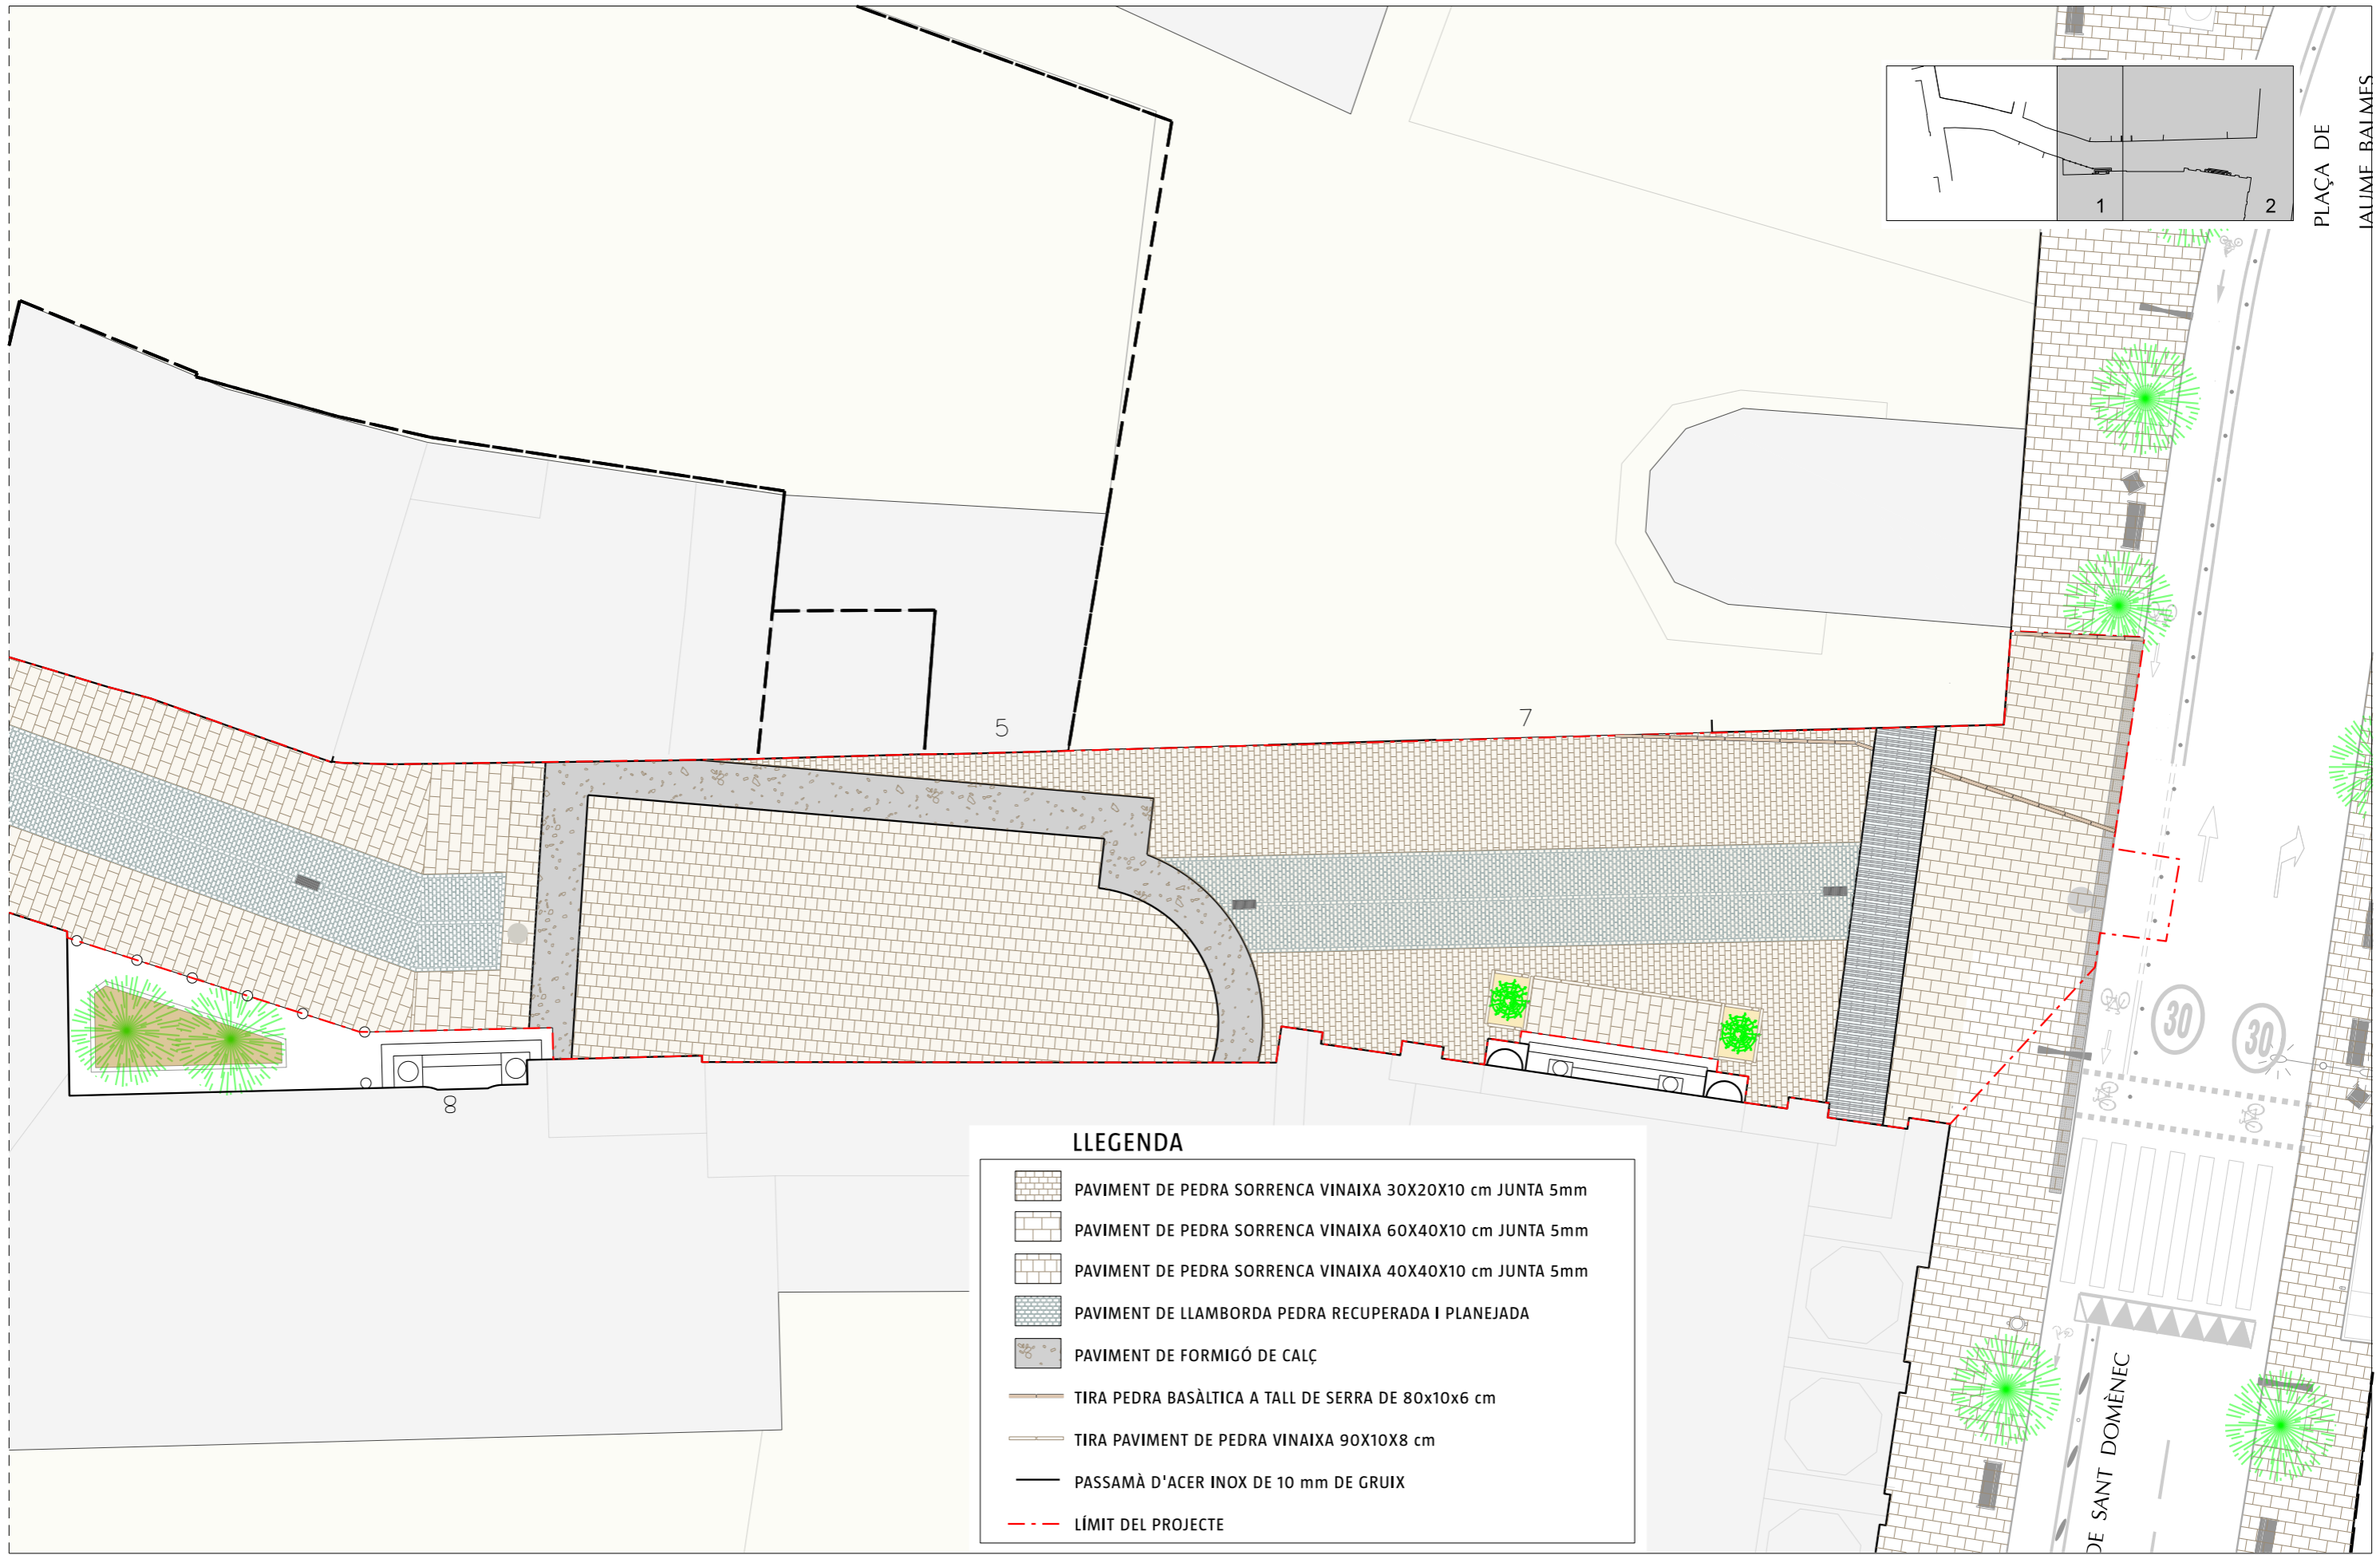 PLAÇA DE
JAUME BALMES
1
2
5
7
8
30
30
LLEGENDA
PAVIMENT DE PEDRA SORRENCA VINAIXA 30X20X10 cm JUNTA 5mm
PAVIMENT DE PEDRA SORRENCA VINAIXA 60X40X10 cm JUNTA 5mm
PAVIMENT DE PEDRA SORRENCA VINAIXA 40X40X10 cm JUNTA 5mm
PAVIMENT DE LLAMBORDA PEDRA RECUPERADA I PLANEJADA
PAVIMENT DE FORMIGÓ DE CALÇ
TIRA PEDRA BASÀLTICA A TALL DE SERRA DE 80x10x6 cm
TIRA PAVIMENT DE PEDRA VINAIXA 90X10X8 cm
PASSAMÀ D'ACER INOX DE 10 mm DE GRUIX
LÍMIT DEL PROJECTE
DE SANT DOMÈNEC